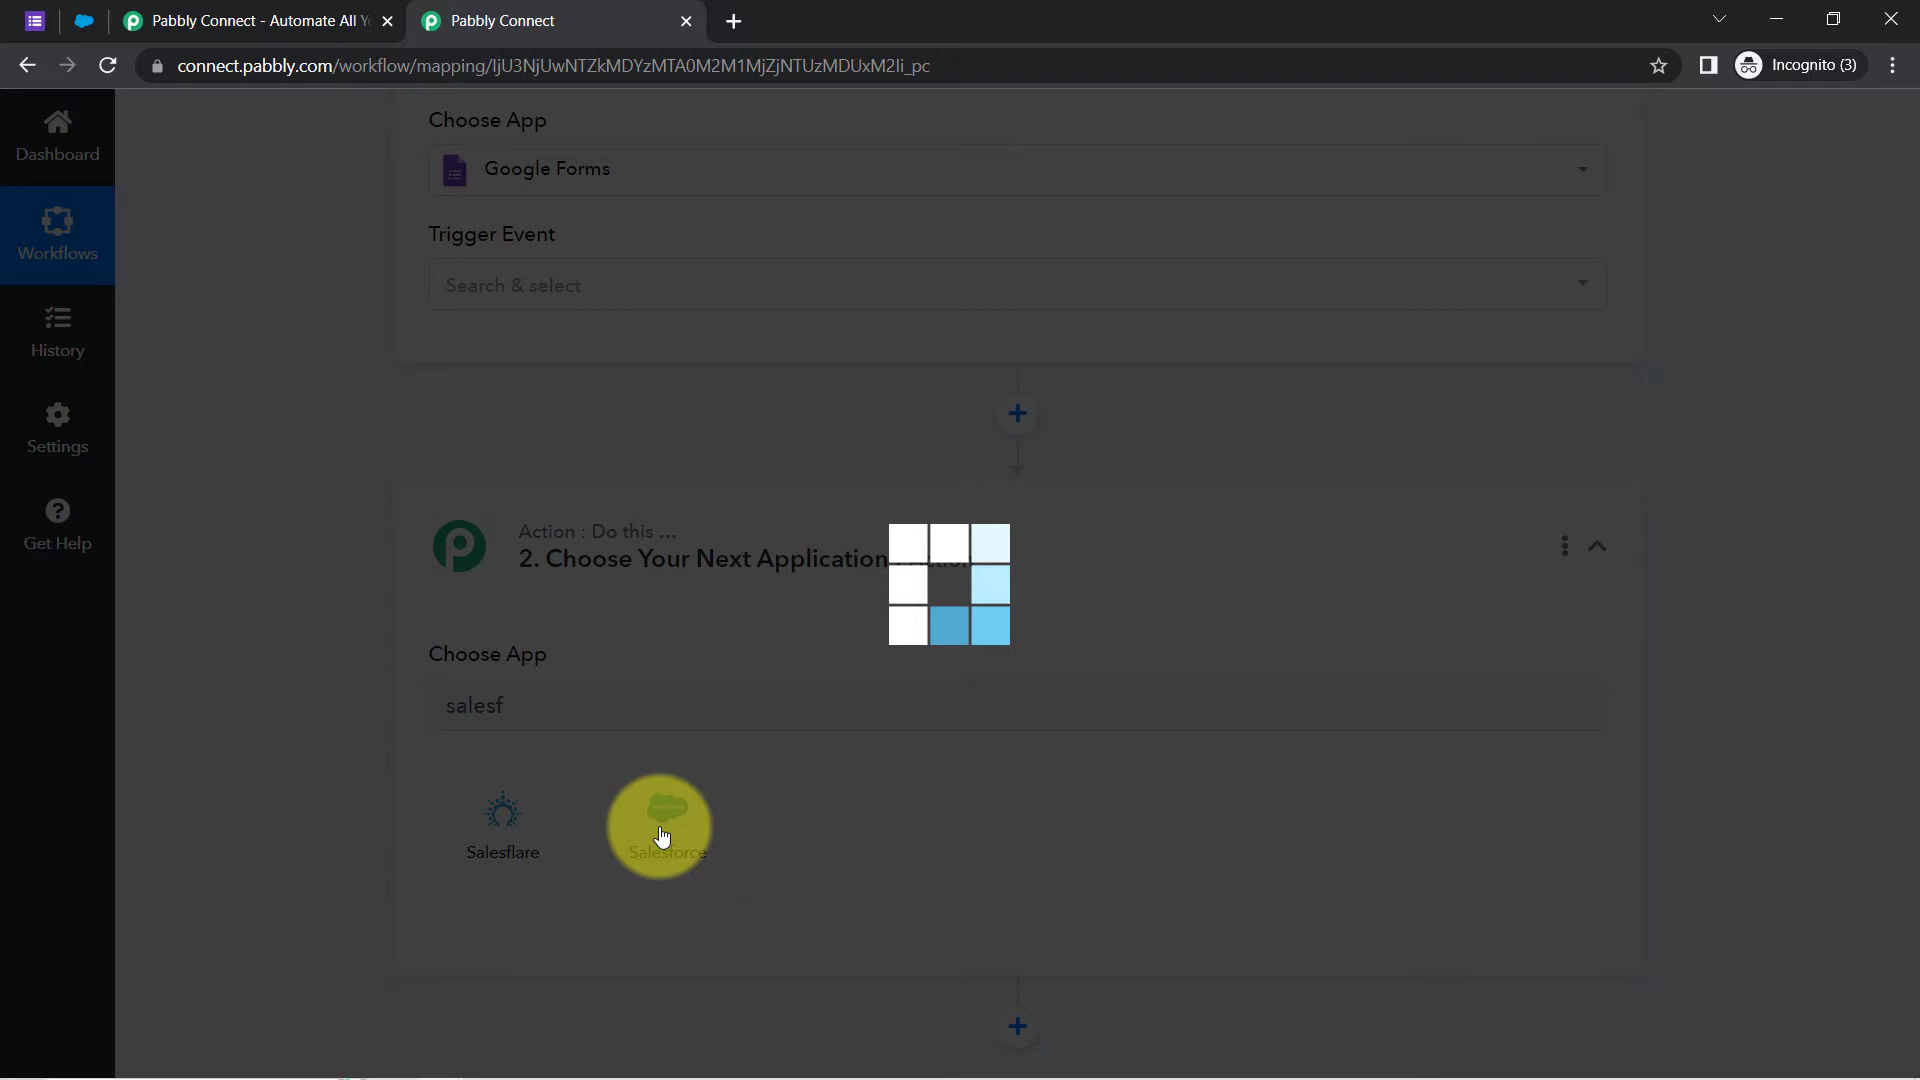 Pabbly Connect - Automate All Y
Pabbly Connect
connect.pabbly.com/workflow/mapping/IjU3NjUwNTZkMDYzMTA0M2M1MjZjNTUzMDUxM2Ii_pc
Incognito (3)
Dashboard
Workflows
History
Settings
Get Help
Choose App
Google Forms
Trigger Event
Search & select
Action : Do this ...
2. Choose Your Next Application
Choose App
salesf
Salesflare
Salesforce